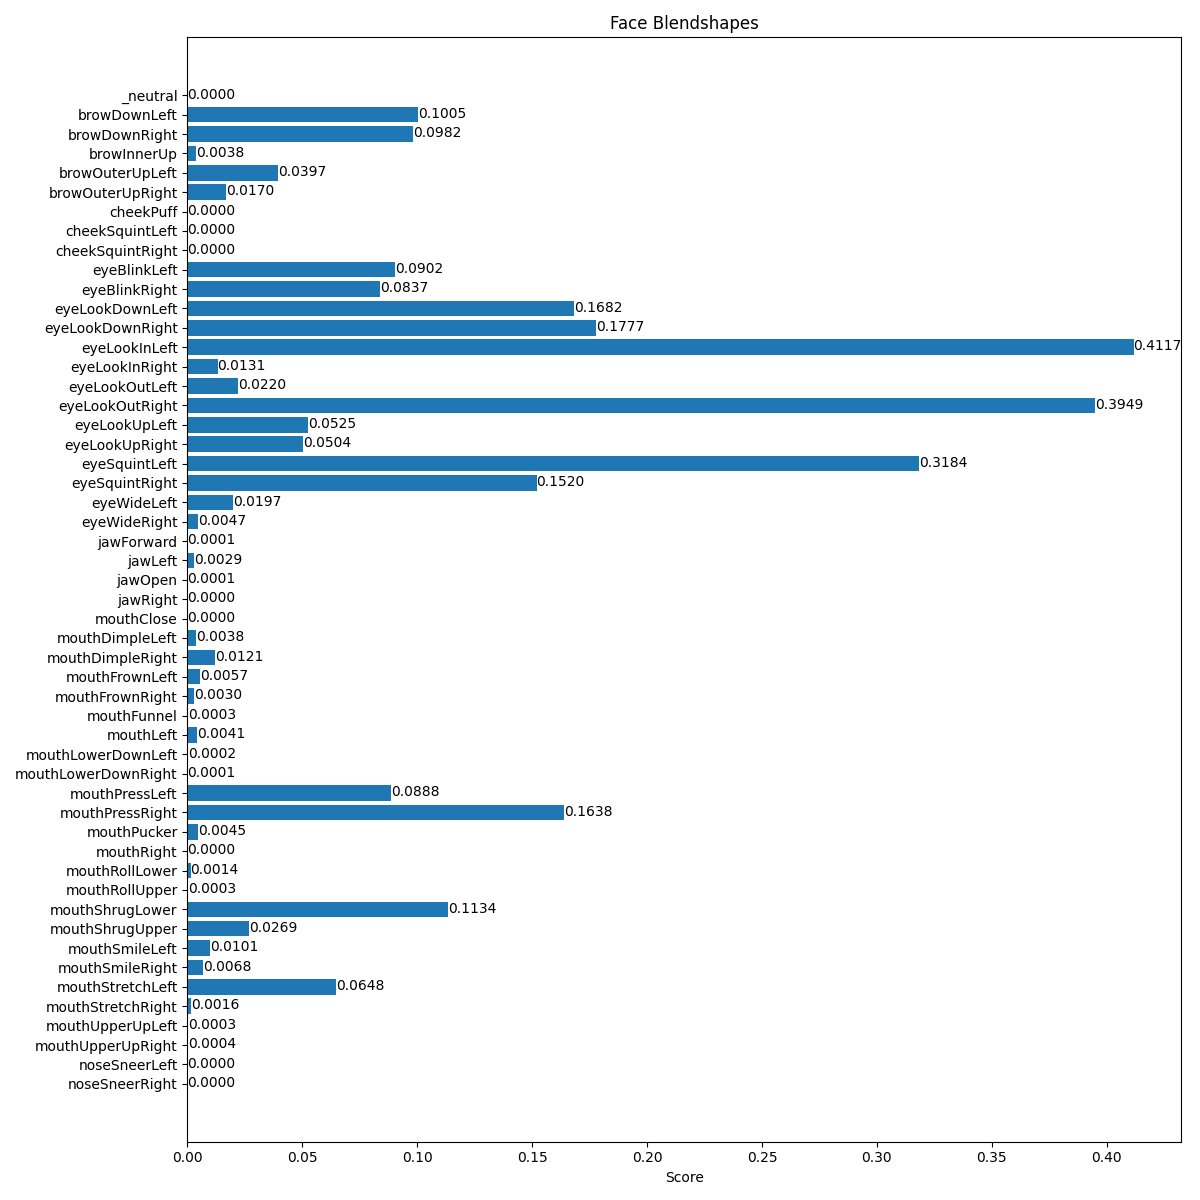 Face Blendshapes
_neutral 0.0000
browDownLeft 0.1005
browDownRight 0.0982
browInnerUp 0.0038
browOuterUpLeft 0.0397
browOuterUpRight 0.0170
cheekPuff 0.0000
cheekSquintLeft 0.0000
cheekSquintRight 0.0000
eyeBlinkLeft 0.0902
eyeBlinkRight 0.0837
eyeLookDownLeft 0.1682
eyeLookDownRight 0.1777
eyeLookInLeft 0.4117
eyeLookInRight 0.0131
eyeLookOutLeft 0.0220
eyeLookOutRight 0.3949
eyeLookUpLeft 0.0525
eyeLookUpRight 0.0504
eyeSquintLeft 0.3184
eyeSquintRight 0.1520
eyeWideLeft 0.0197
eyeWideRight 0.0047
jawForward 0.0001
jawLeft 0.0029
jawOpen 0.0001
jawRight 0.0000
mouthClose 0.0000
mouthDimpleLeft 0.0038
mouthDimpleRight 0.0121
mouthFrownLeft 0.0057
mouthFrownRight 0.0030
mouthFunnel 0.0003
mouthLeft 0.0041
mouthLowerDownLeft 0.0002
mouthLowerDownRight 0.0001
mouthPressLeft 0.0888
mouthPressRight 0.1638
mouthPucker 0.0045
mouthRight 0.0000
mouthRollLower 0.0014
mouthRollUpper 0.0003
mouthShrugLower 0.1134
mouthShrugUpper 0.0269
mouthSmileLeft 0.0101
mouthSmileRight 0.0068
mouthStretchLeft 0.0648
mouthStretchRight 0.0016
mouthUpperUpLeft 0.0003
mouthUpperUpRight 0.0004
noseSneerLeft 0.0000
noseSneerRight 0.0000
0.00 0.05 0.10 0.15 0.20 0.25 0.30 0.35 0.40
Score